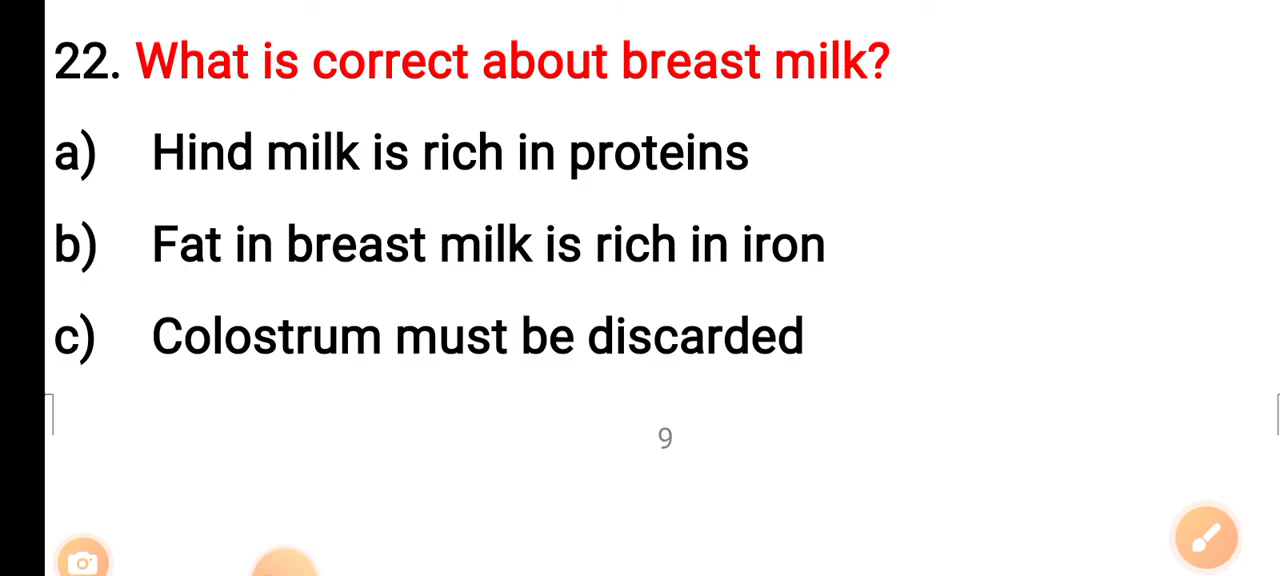 22. What is correct about breast milk?
a) Hind milk is rich in proteins
b) Fat in breast milk is rich in iron
c) Colostrum must be discarded
9